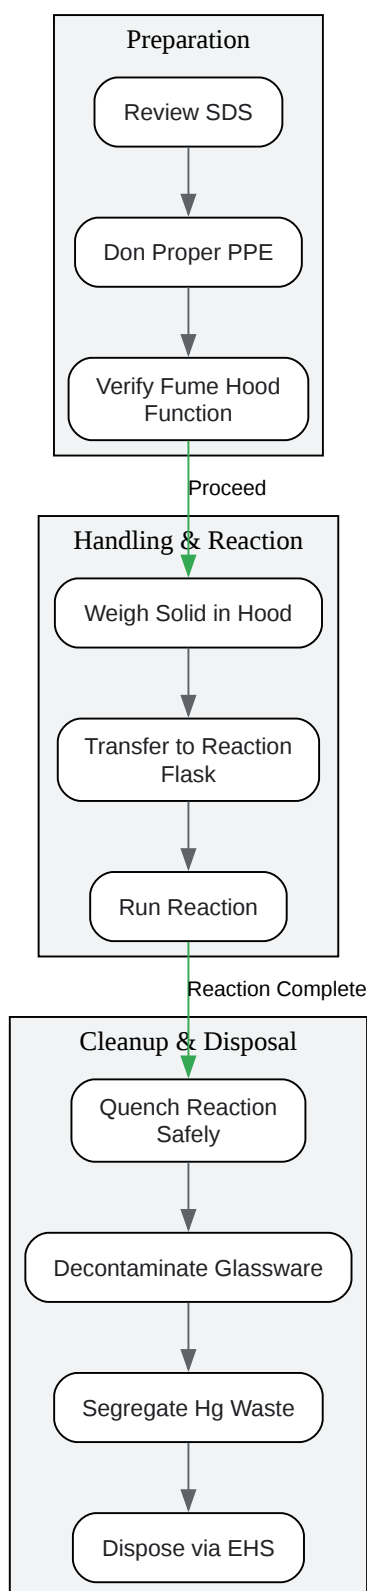 Preparation
Review SDS
Don Proper PPE
Verify Fume Hood
Function
Proceed
Handling & Reaction
Weigh Solid in Hood
Transfer to Reaction
Flask
Run Reaction
Reaction Complete
Cleanup & Disposal
Quench Reaction
Safely
Decontaminate Glassware
Segregate Hg Waste
Dispose via EHS